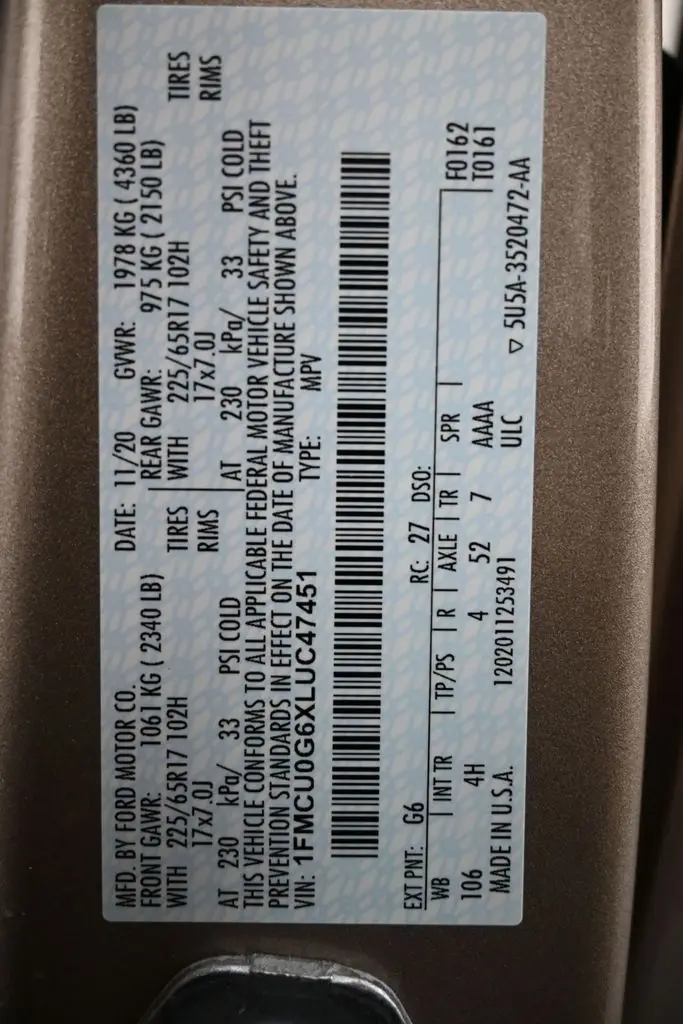 MFD. BY FORD MOTOR CO. DATE: 11/20 GVWR: 1978 KG ( 4360 LB)
FRONT GAWR: 1061 KG ( 2340 LB) REAR GAWR: 975 KG ( 2150 LB)
WITH 225/65R17 102H TIRES WITH 225/65R17 102H TIRES
17x7.0J RIMS 17x7.0J RIMS
AT 230 kPa/ 33 PSI COLD AT 230 kPa/ 33 PSI COLD
THIS VEHICLE CONFORMS TO ALL APPLICABLE FEDERAL MOTOR VEHICLE SAFETY AND THEFT
PREVENTION STANDARDS IN EFFECT ON THE DATE OF MANUFACTURE SHOWN ABOVE.
VIN: 1FMCU0G6XLUC47451 TYPE: MPV
EXT PNT: G6 RC: 27 DSO:
WB INT TR TP/PS R AXLE TR SPR F0162
106 4H 4 52 7 AAAA T0161
MADE IN U.S.A. 12020112534​91 ULC
▽ 5U5A-3520472-AA